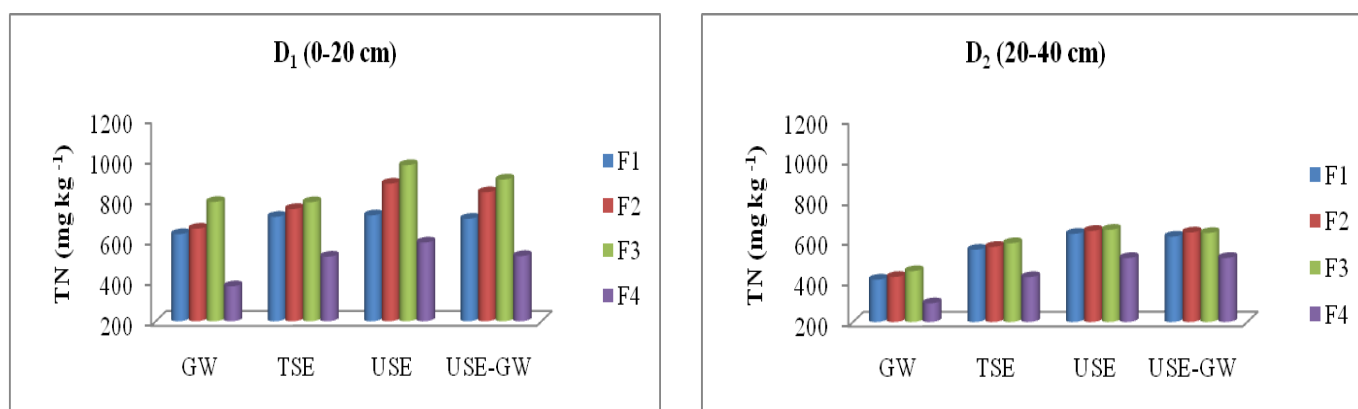 D₁ (0-20 cm)
TN (mg kg ⁻¹)
1200
1000
800
600
400
200
GW TSE USE USE-GW
F1
F2
F3
F4
D₂ (20-40 cm)
TN (mg kg ⁻¹)
1200
1000
800
600
400
200
GW TSE USE USE-GW
F1
F2
F3
F4